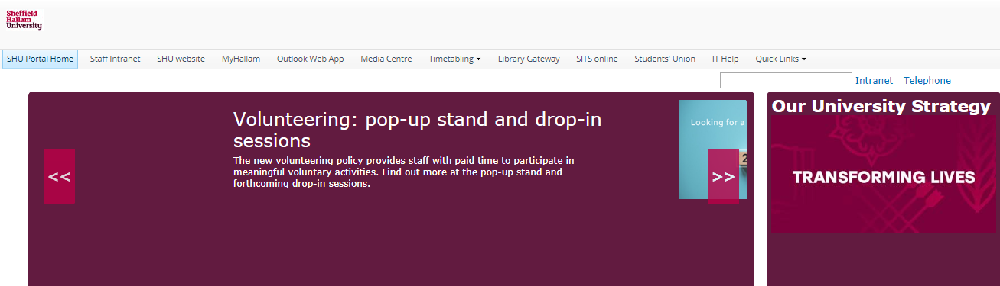 Sheffield
Hallam
University
SHU Portal Home Staff Intranet SHU website MyHallam Outlook Web App Media Centre Timetabling Library Gateway SITS online Students' Union IT Help Quick Links
Intranet Telephone
<<
Volunteering: pop-up stand and drop-in
sessions
The new volunteering policy provides staff with paid time to participate in
meaningful voluntary activities. Find out more at the pop-up stand and
forthcoming drop-in sessions.
Looking for a
2
>>
Our University Strategy
TRANSFORMING LIVES